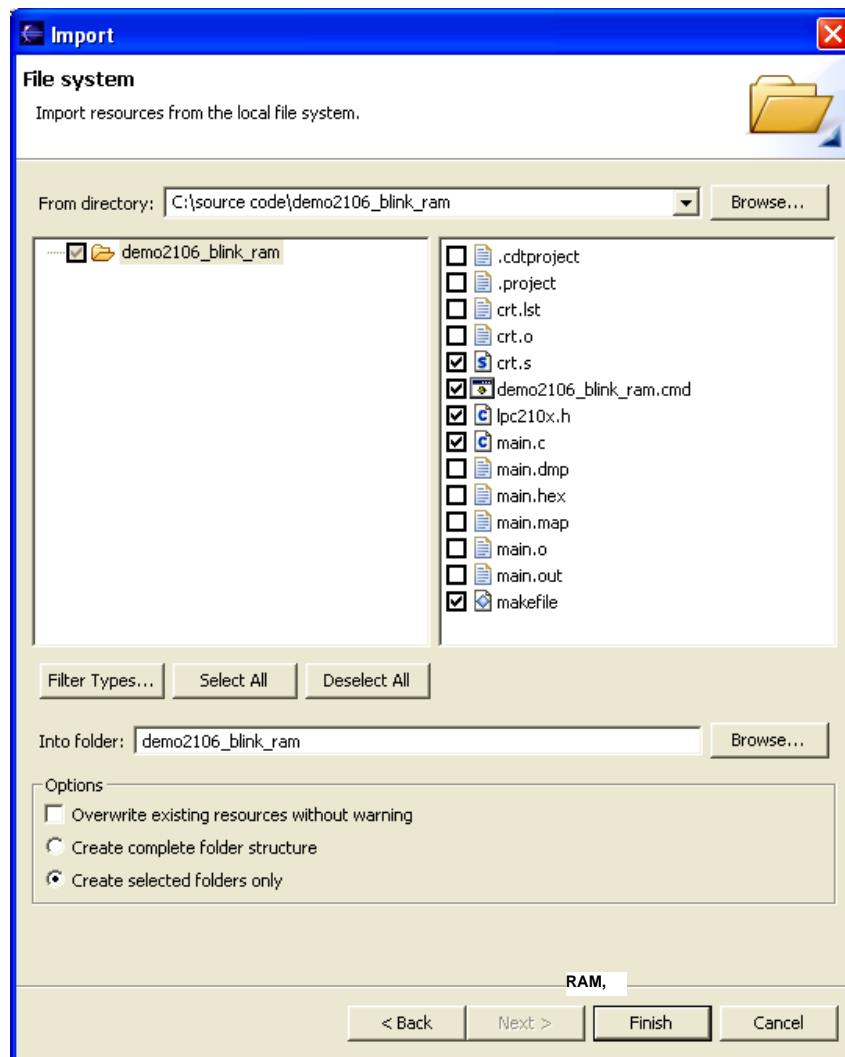 Import
File system
Import resources from the local file system.
From directory: C:\source code\demo2106_blink_ram Browse...
demo2106_blink_ram
.cdtproject
.project
crt.lst
crt.o
crt.s
demo2106_blink_ram.cmd
lpc210x.h
main.c
main.dmp
main.hex
main.map
main.o
main.out
makefile
Filter Types... Select All Deselect All
Into folder: demo2106_blink_ram Browse...
Options
Overwrite existing resources without warning
Create complete folder structure
Create selected folders only
RAM,
< Back Next > Finish Cancel